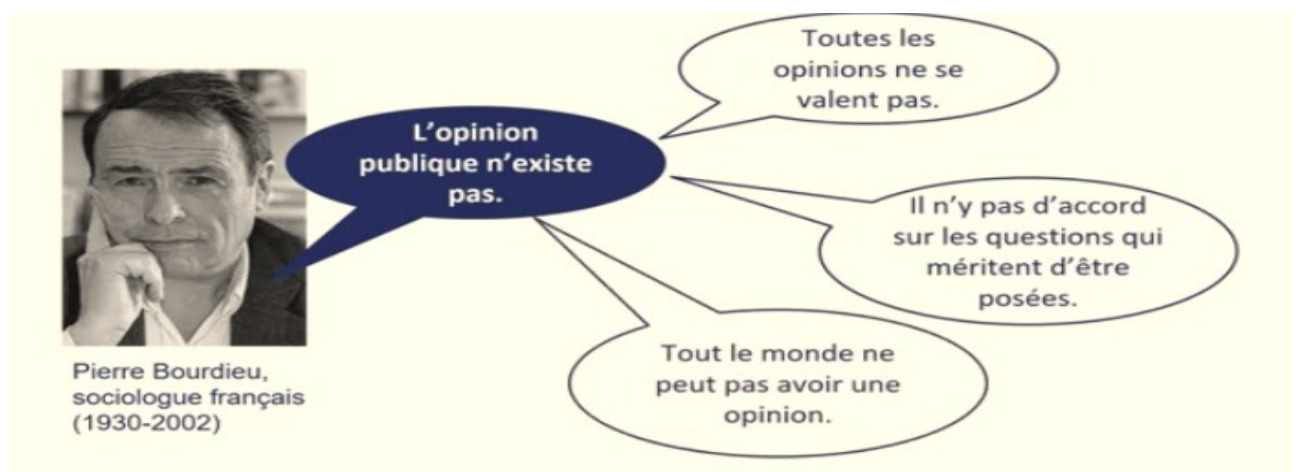 Toutes les
opinions ne se
valent pas.
L'opinion
publique n'existe
pas.
Il n'y pas d'accord
sur les questions qui
méritent d'être
posées.
Tout le monde ne
peut pas avoir une
opinion.
Pierre Bourdieu,
sociologue français
(1930-2002)